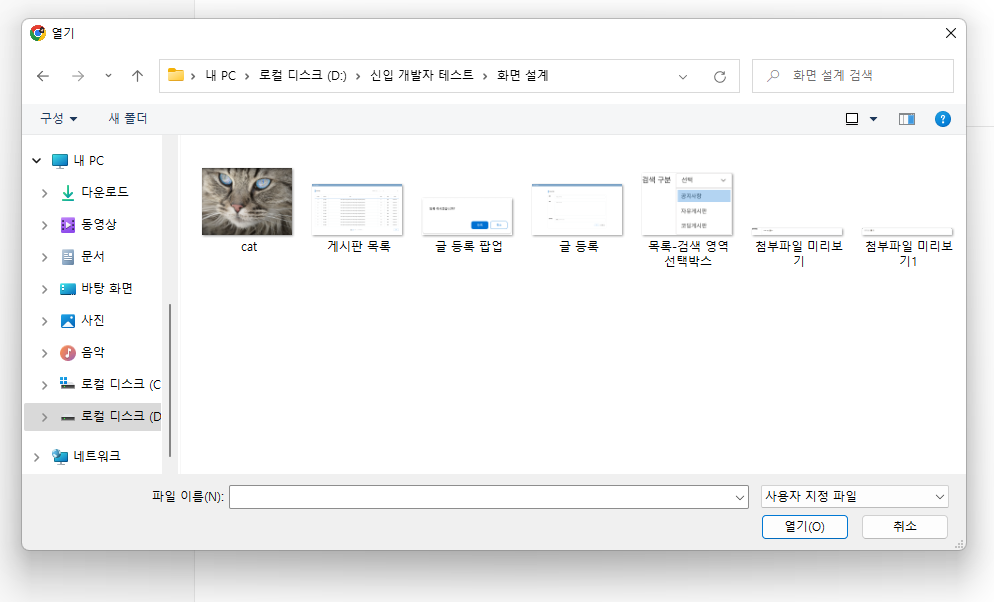 열기
내 PC > 로컬 디스크 (D:) > 신입 개발자 테스트 > 화면 설계
화면 설계 검색
구성
새 폴더
내 PC
다운로드
동영상
문서
바탕 화면
사진
음악
로컬 디스크 (C
로컬 디스크 (D
네트워크
cat
게시판 목록
글 등록 팝업
글 등록
검색 구분
선택
공지사항
자유게시판
목록-검색 영역
선택박스
첨부파일 미리보
기
첨부파일 미리보
기1
파일 이름(N):
사용자 지정 파일
열기(O)
취소